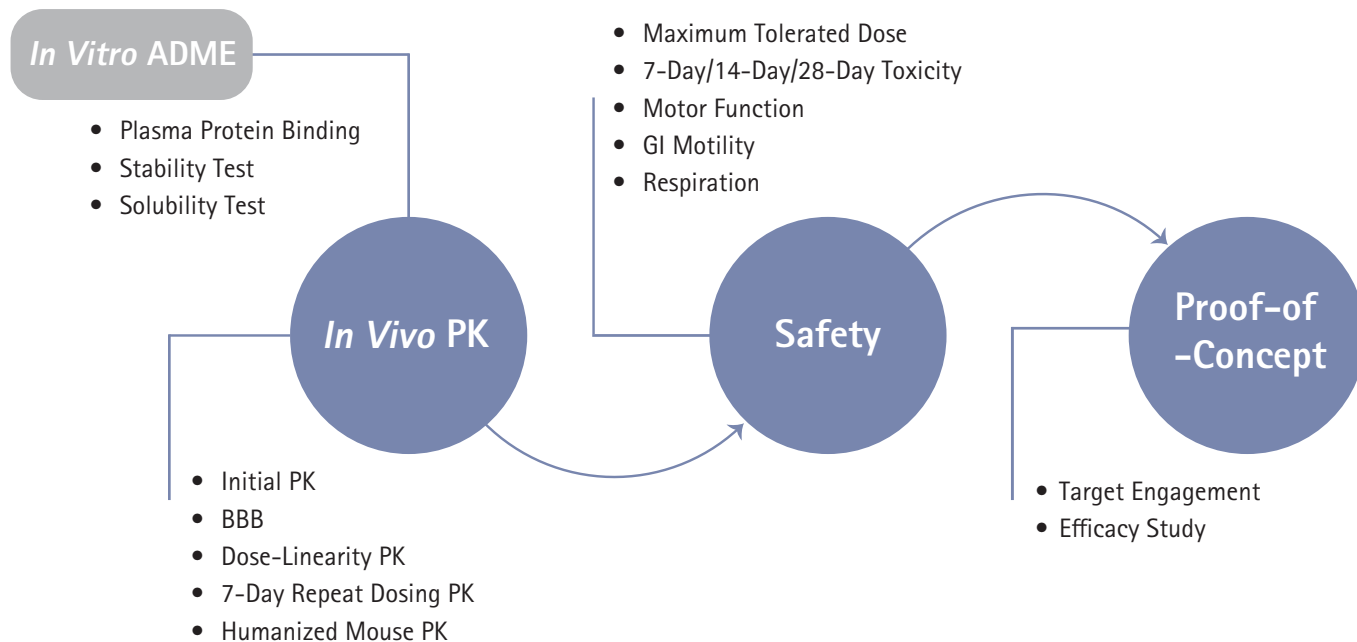 In Vitro ADME
• Plasma Protein Binding
• Stability Test
• Solubility Test
In Vivo PK
• Initial PK
• BBB
• Dose-Linearity PK
• 7-Day Repeat Dosing PK
• Humanized Mouse PK
• Maximum Tolerated Dose
• 7-Day/14-Day/28-Day Toxicity
• Motor Function
• GI Motility
• Respiration
Safety
Proof-of
-Concept
• Target Engagement
• Efficacy Study